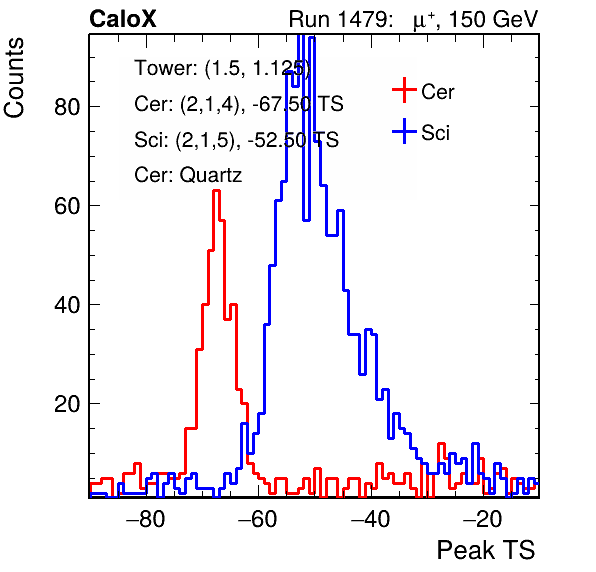 CaloX Run 1479: μ⁺, 150 GeV
Counts
Tower: (1.5, 1.125)
Cer: (2,1,4), -67.50 TS
Sci: (2,1,5), -52.50 TS
Cer: Quartz
Cer
Sci
80
60
40
20
−80 −60 −40 −20
Peak TS